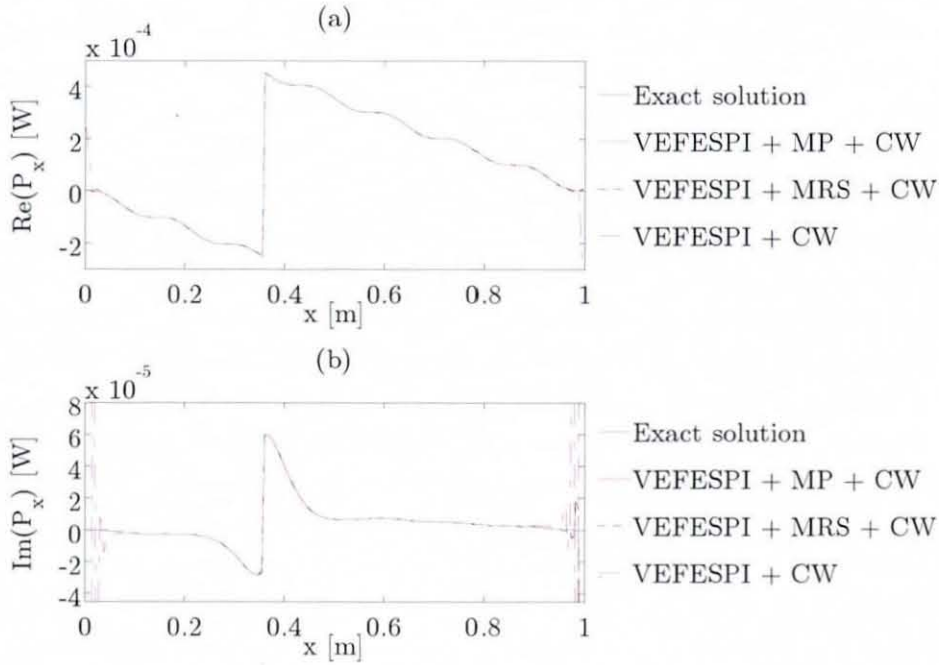 (a)
x 10^-4
Re(P_x) [W]
4
2
0
-2
0 0.2 0.4 0.6 0.8 1
x [m]
Exact solution
VEFESPI + MP + CW
VEFESPI + MRS + CW
VEFESPI + CW
(b)
x 10^-5
Im(P_x) [W]
8
6
4
2
0
-2
-4
0 0.2 0.4 0.6 0.8 1
x [m]
Exact solution
VEFESPI + MP + CW
VEFESPI + MRS + CW
VEFESPI + CW